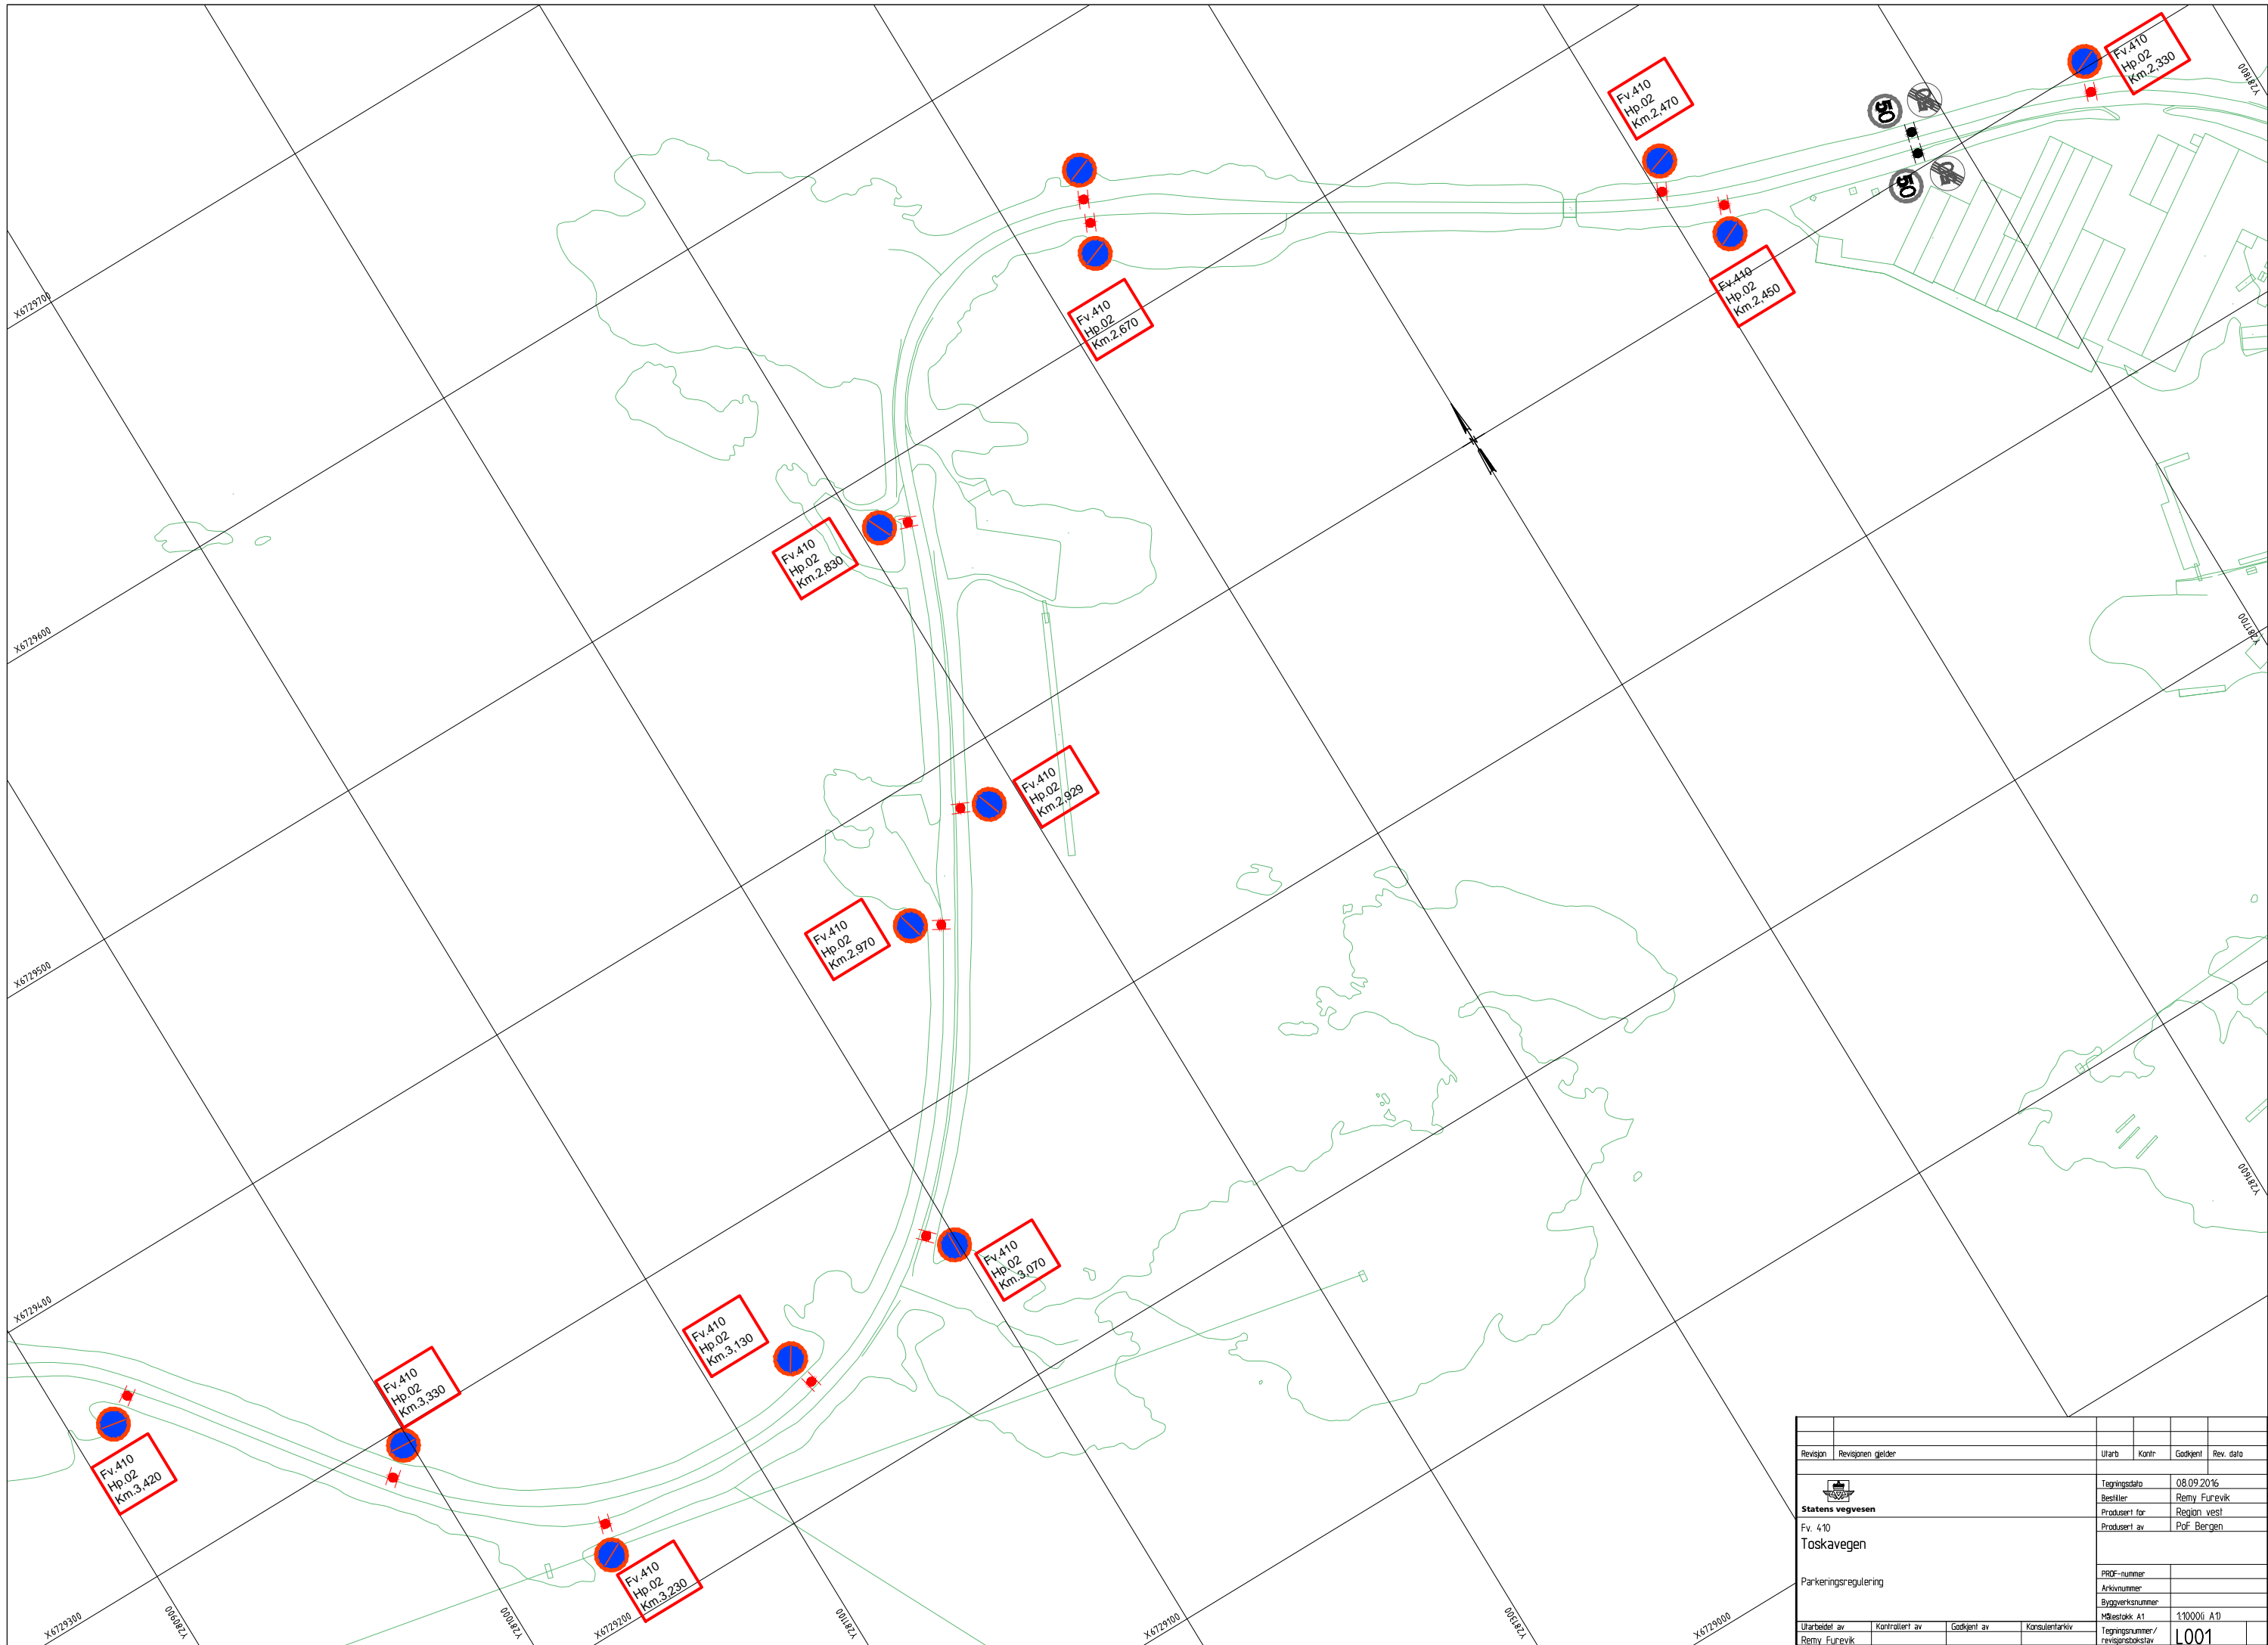 Fv.410
Hp.02
Km.2,330
Y281800
Fv.410
Hp.02
Km.2,470
50
50
Fv.410
Hp.02
Km.2,450
Fv.410
Hp.02
Km.2,670
X6729700
Fv.410
Hp.02
Km.2,830
X6729600
Y281700
Fv.410
Hp.02
Km.2,929
Fv.410
Hp.02
Km.2,970
X6729500
Y281600
Fv.410
Hp.02
Km.3,070
X6729400
Fv.410
Hp.02
Km.3,130
Fv.410
Hp.02
Km.3,330
Fv.410
Hp.02
Km.3,420
Fv.410
Hp.02
Km.3,230
X6729300
Y280900
Y281000
X6729200
Y281100
X6729100
Y281300
X6729000
Revisjon Revisjonen gjelder Utarb Kontr Godkjent Rev. dato
Statens vegvesen
Tegningsdato 08.09.2016
Bestiller Remy Furevik
Produsert for Region vest
Produsert av PoF Bergen
Fv. 410
Toskavegen
Parkeringsregulering
PROF-nummer
Arkivnummer
Byggverksnummer
Målestokk A1
Utarbeidet av Kontrollert av Godkjent av Konsulentarkiv
Remy Furevik
Tegningsnummer/
revisjonsbokstav L001